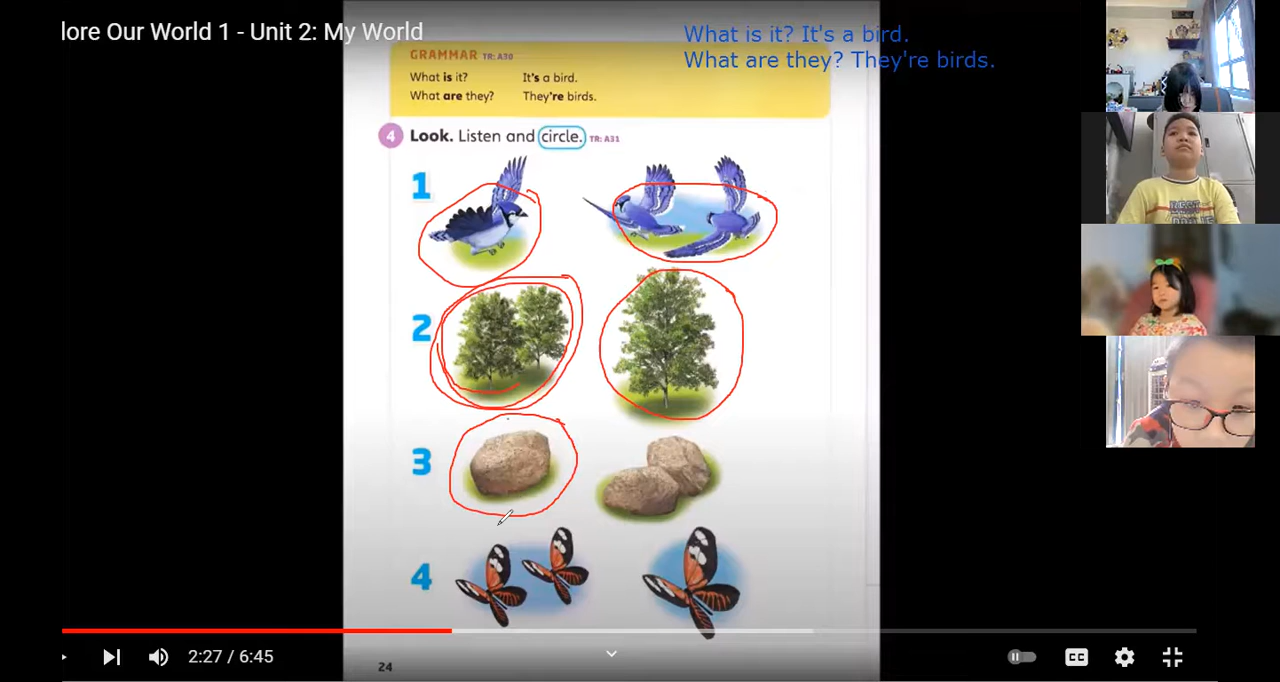 lore Our World 1 - Unit 2: My World
What is it? It's a bird.
What are they? They're birds.
GRAMMAR TR: A30
What is it? It's a bird.
What are they? They're birds.
4 Look. Listen and circle. TR: A31
1
2
3
4
2:27 / 6:45
CC
24